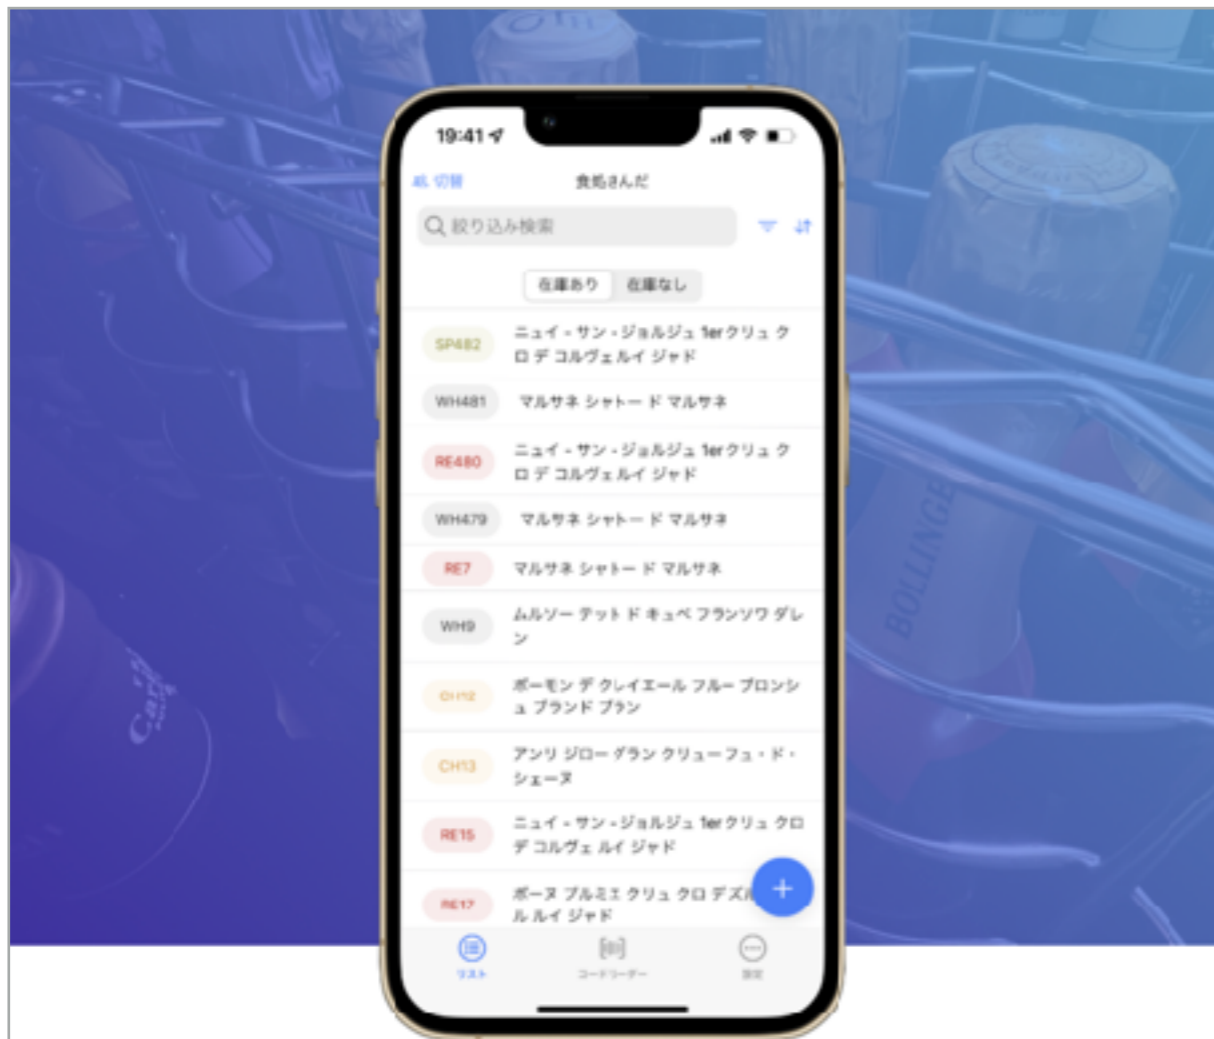 19:41
切替
食処さんだ
絞り込み検索
在庫あり 在庫なし
SP482
ニュイ - サン - ジョルジュ 1erクリュ ク
ロ デ コルヴェ ルイ ジャド
WH481
マルサネ シャトー ド マルサネ
RE480
ニュイ - サン - ジョルジュ 1erクリュ ク
ロ デ コルヴェ ルイ ジャド
WH479
マルサネ シャトー ド マルサネ
RE7
マルサネ シャトー ド マルサネ
WH9
ムルソー テット ド キュベ フランソワ ダレ
ン
CH12
ボーモン デ クレイエール フルー ブロンシ
ュ ブランド ブラン
CH13
アンリ ジロー グラン クリュー フュ・ド・
シェーヌ
RE15
ニュイ - サン - ジョルジュ 1erクリュ クロ
デ コルヴェ ルイ ジャド
RE17
ボーヌ プルミエ クリュ クロ デズル
ル ルイ ジャド
リスト
コードリーダー
設定
BOLLINGE